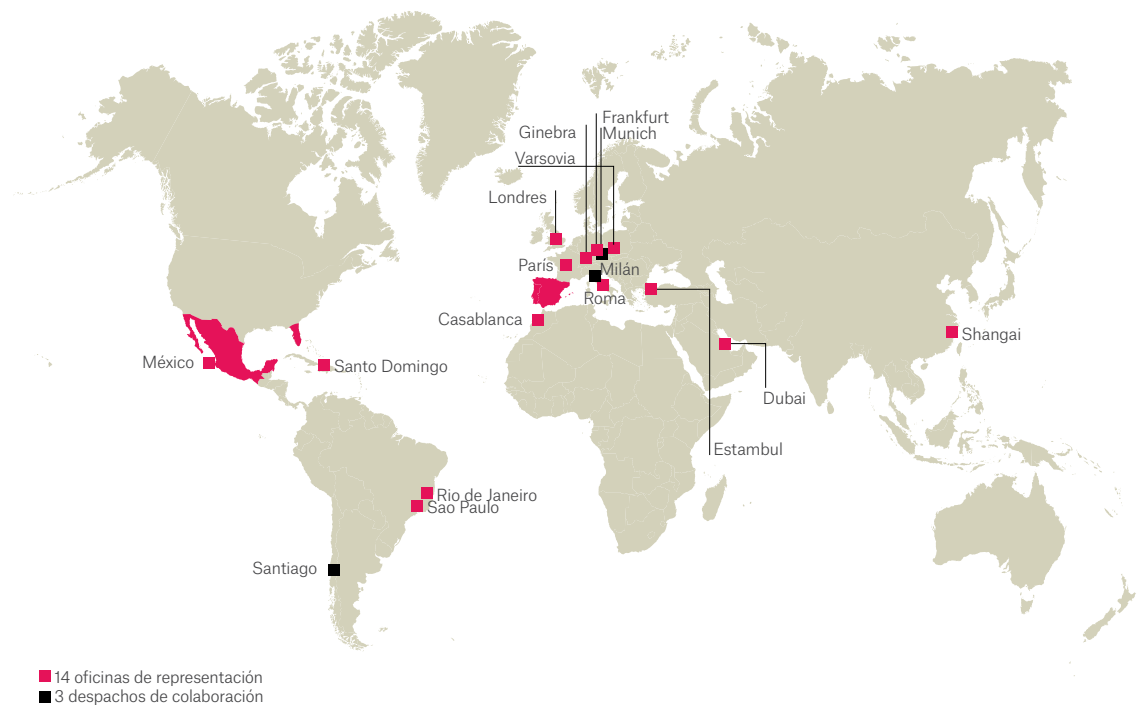 Frankfurt
Ginebra
Munich
Varsovia
Londres
París
Milán
Roma
Casablanca
Shangai
México
Santo Domingo
Dubai
Estambul
Rio de Janeiro
Sao Paulo
Santiago
14 oficinas de representación
3 despachos de colaboración